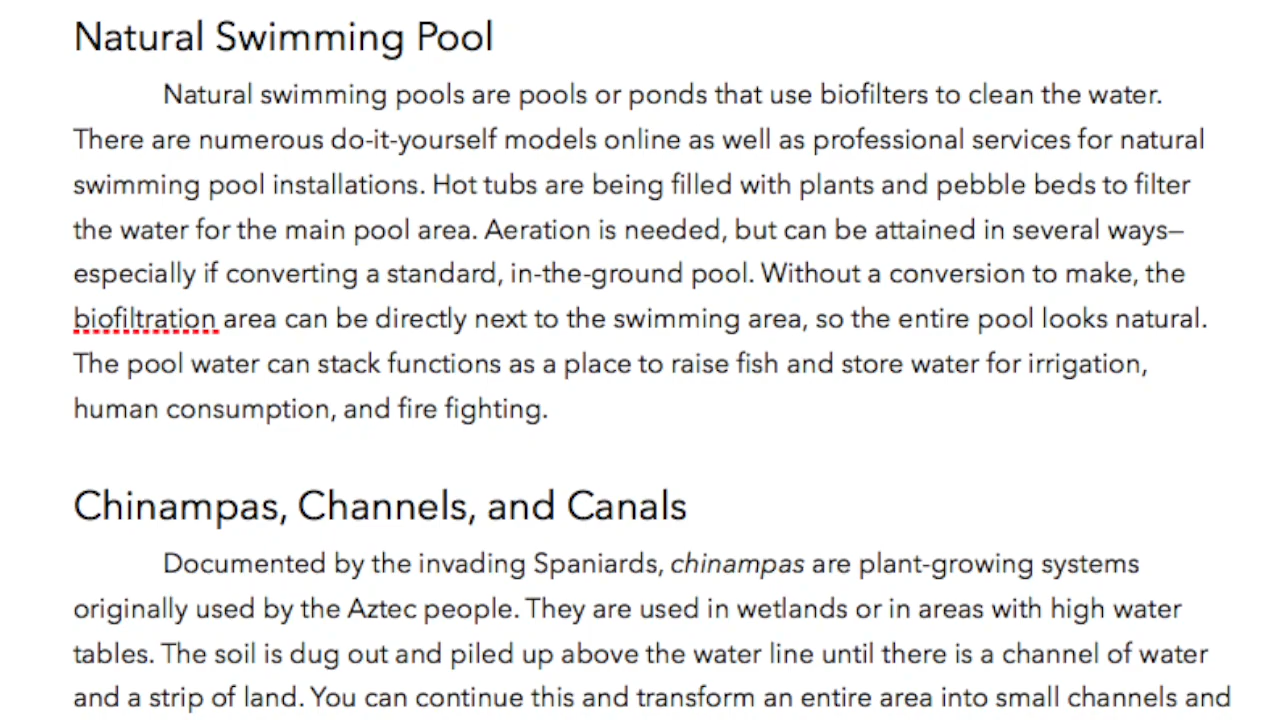 Natural Swimming Pool
Natural swimming pools are pools or ponds that use biofilters to clean the water.
There are numerous do-it-yourself models online as well as professional services for natural
swimming pool installations. Hot tubs are being filled with plants and pebble beds to filter
the water for the main pool area. Aeration is needed, but can be attained in several ways—
especially if converting a standard, in-the-ground pool. Without a conversion to make, the
biofiltration area can be directly next to the swimming area, so the entire pool looks natural.
The pool water can stack functions as a place to raise fish and store water for irrigation,
human consumption, and fire fighting.
Chinampas, Channels, and Canals
Documented by the invading Spaniards, chinampas are plant-growing systems
originally used by the Aztec people. They are used in wetlands or in areas with high water
tables. The soil is dug out and piled up above the water line until there is a channel of water
and a strip of land. You can continue this and transform an entire area into small channels and